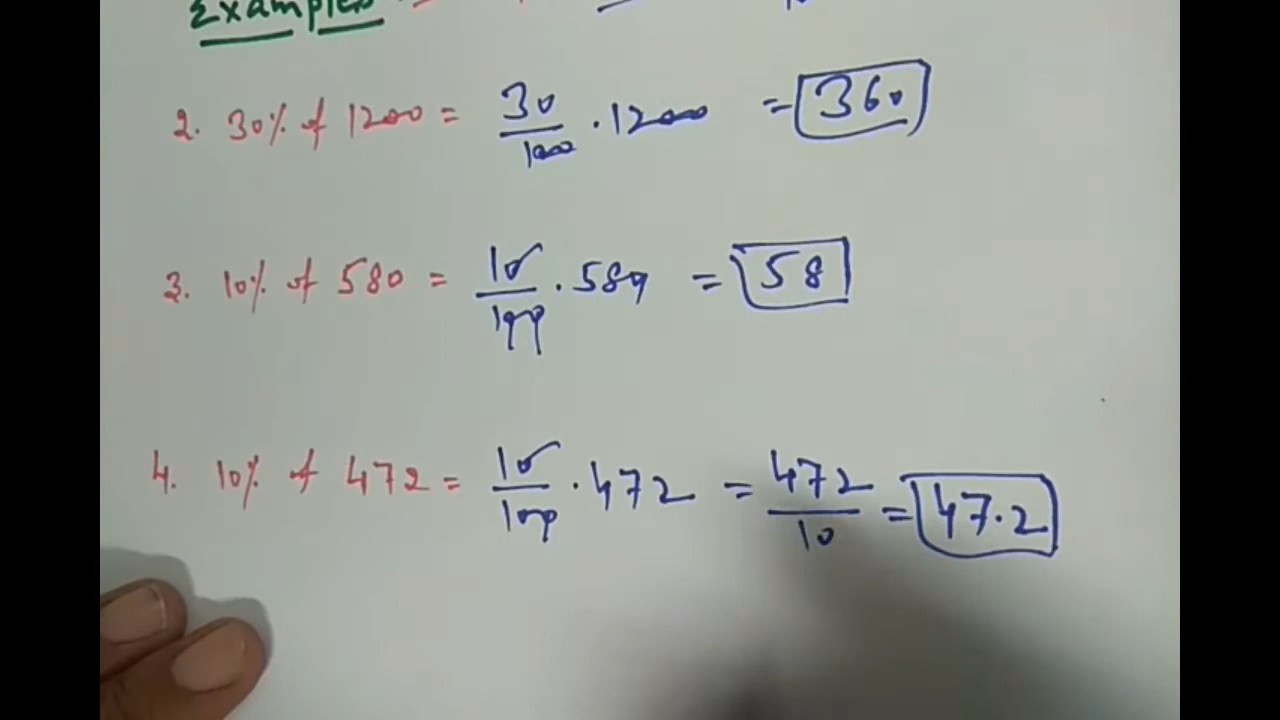 Examples
2. 30% of 1200 = 30/100 . 1200 = 360
3. 10% of 580 = 10/100 . 580 = 58
4. 10% of 472 = 10/100 . 472 = 472/10 = 47.2